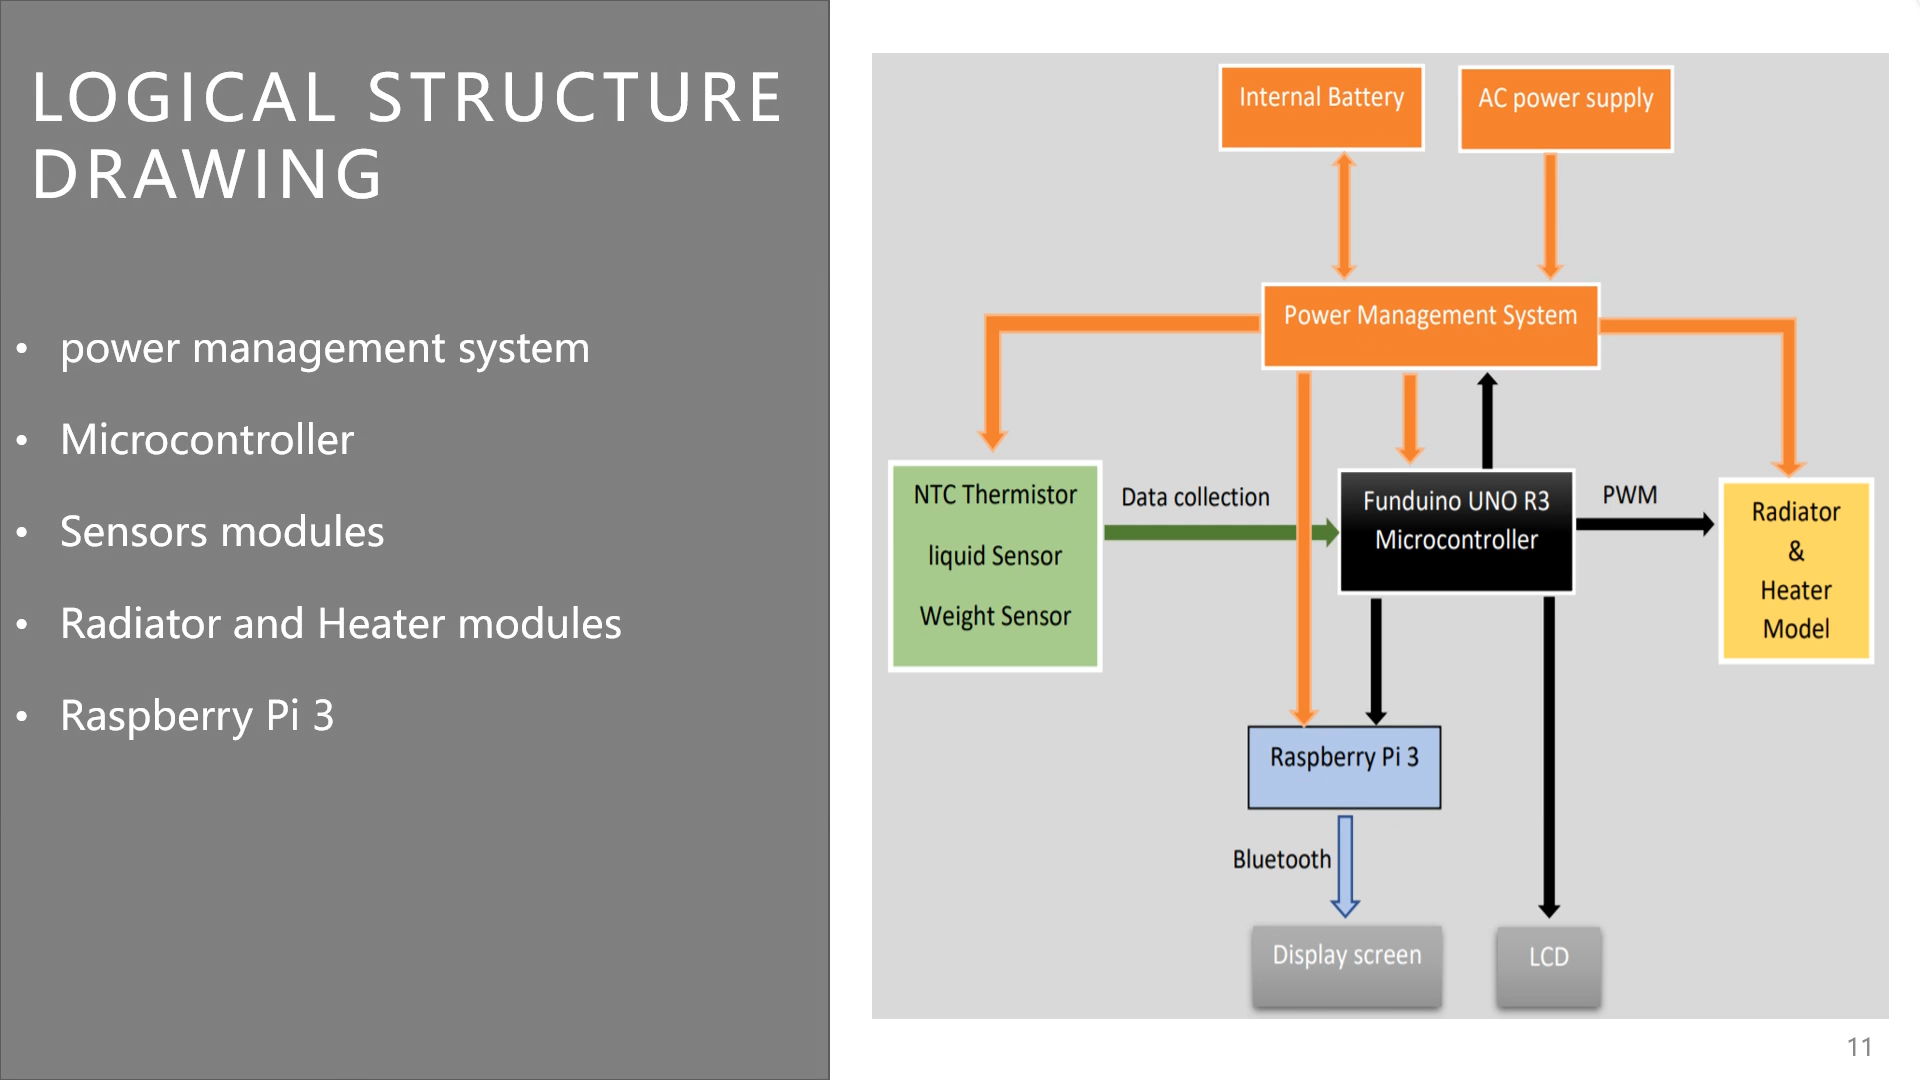 LOGICAL STRUCTURE
DRAWING
• power management system
• Microcontroller
• Sensors modules
• Radiator and Heater modules
• Raspberry Pi 3
Internal Battery
AC power supply
Power Management System
NTC Thermistor
liquid Sensor
Weight Sensor
Data collection
Funduino UNO R3
Microcontroller
PWM
Radiator
&
Heater
Model
Raspberry Pi 3
Bluetooth
Display screen
LCD
11